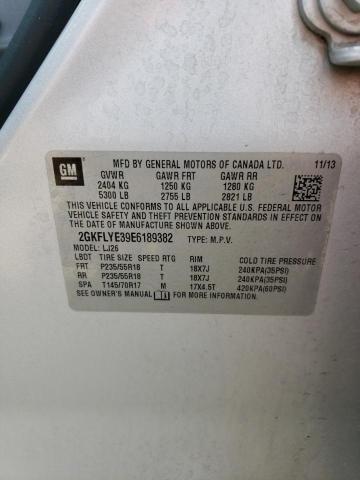 GM
MFD BY GENERAL MOTORS OF CANADA LTD. 11/13
GVWR GAWR FRT GAWR RR
2404 KG 1250 KG 1280 KG
5300 LB 2755 LB 2821 LB
THIS VEHICLE CONFORMS TO ALL APPLICABLE U.S. FEDERAL MOTOR
VEHICLE SAFETY, BUMPER, AND THEFT PREVENTION STANDARDS IN
EFFECT ON THE DATE OF MANUFACTURE SHOWN ABOVE.
2GKFLYE39E6189382 TYPE: M.P.V.
MODEL: LJ26
LBDT TIRE SIZE SPEED RTG RIM COLD TIRE PRESSURE
FRT P235/55R18 T 18X7J 240KPA(35PSI)
RR P235/55R18 T 18X7J 240KPA(35PSI)
SPA T145/70R17 M 17X4.5T 420KPA(60PSI)
SEE OWNER'S MANUAL